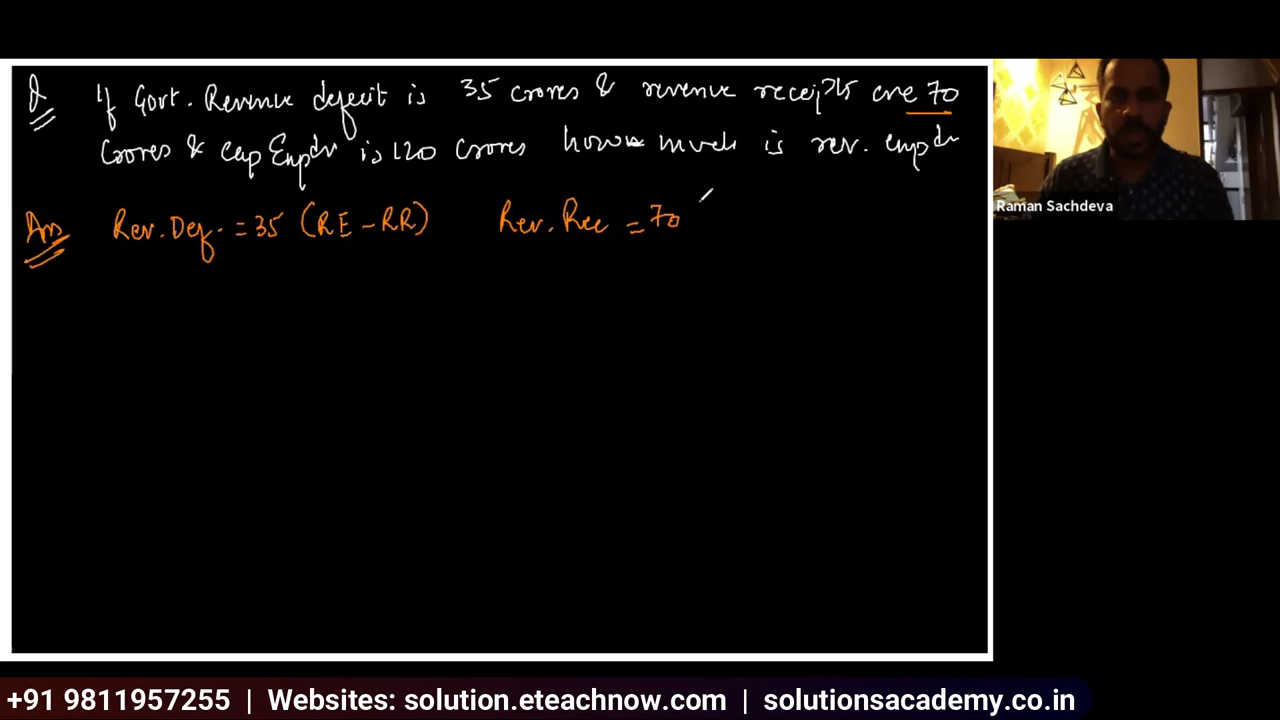 Q If Govt. Revenue deficit is 35 crores & revenue receipts are 70
Crores & Cap Expdr is 120 Crores how much is rev. expdr
Ans Rev. Def. = 35 (RE - RR) Rev. Rec = 70
Raman Sachdeva
+91 9811957255 | Websites: solution.eteachnow.com | solutionsacademy.co.in